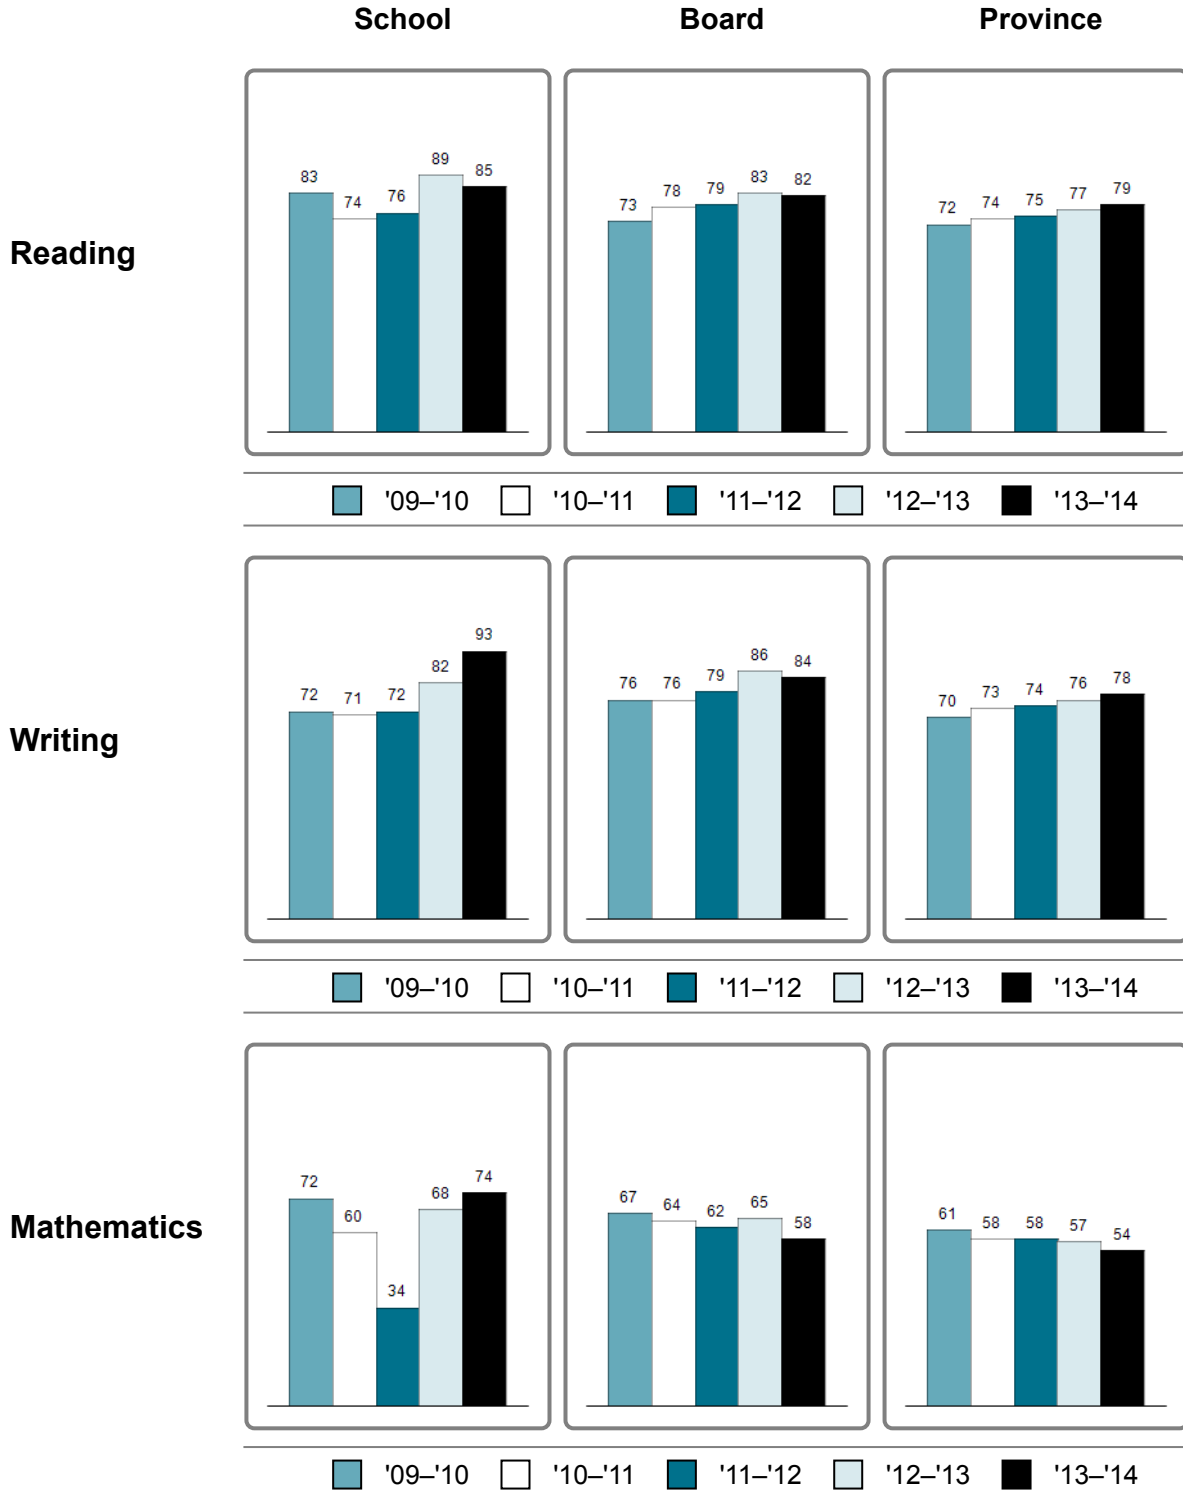 School Board Province
Reading
83 74 76 89 85
73 78 79 83 82
72 74 75 77 79
'09–'10 '10–'11 '11–'12 '12–'13 '13–'14
Writing
72 71 72 82 93
76 76 79 86 84
70 73 74 76 78
'09–'10 '10–'11 '11–'12 '12–'13 '13–'14
Mathematics
72 60 34 68 74
67 64 62 65 58
61 58 58 57 54
'09–'10 '10–'11 '11–'12 '12–'13 '13–'14